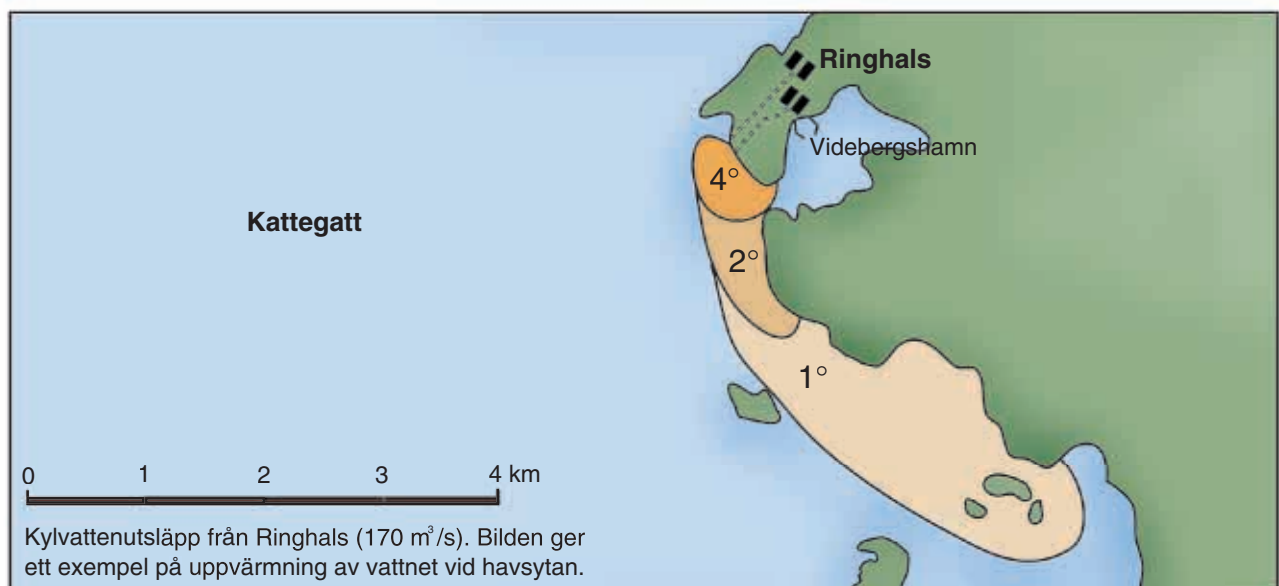 Ringhals
Videbergshamn
4°
Kattegatt
2°
1°
0 1 2 3 4 km
Kylvattenutsläpp från Ringhals (170 m³/s). Bilden ger
ett exempel på uppvärmning av vattnet vid havsytan.